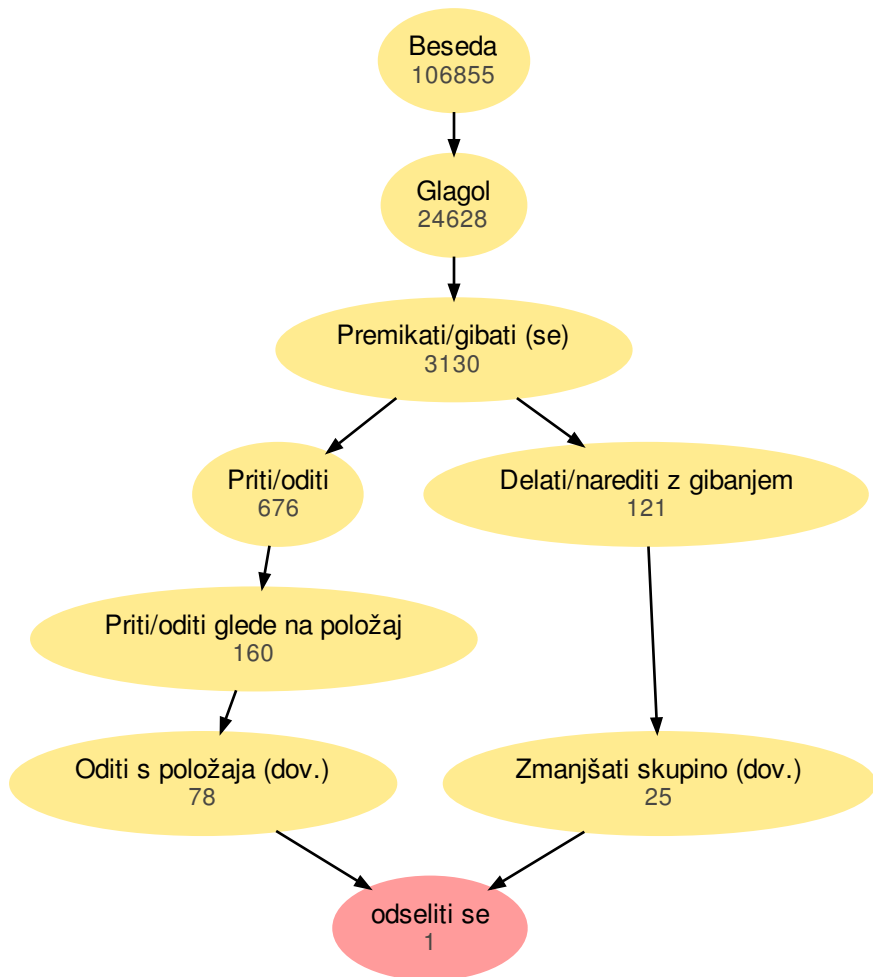 Beseda
106855
Glagol
24628
Premikati/gibati (se)
3130
Priti/oditi
676
Delati/narediti z gibanjem
121
Priti/oditi glede na položaj
160
Oditi s položaja (dov.)
78
Zmanjšati skupino (dov.)
25
odseliti se
1